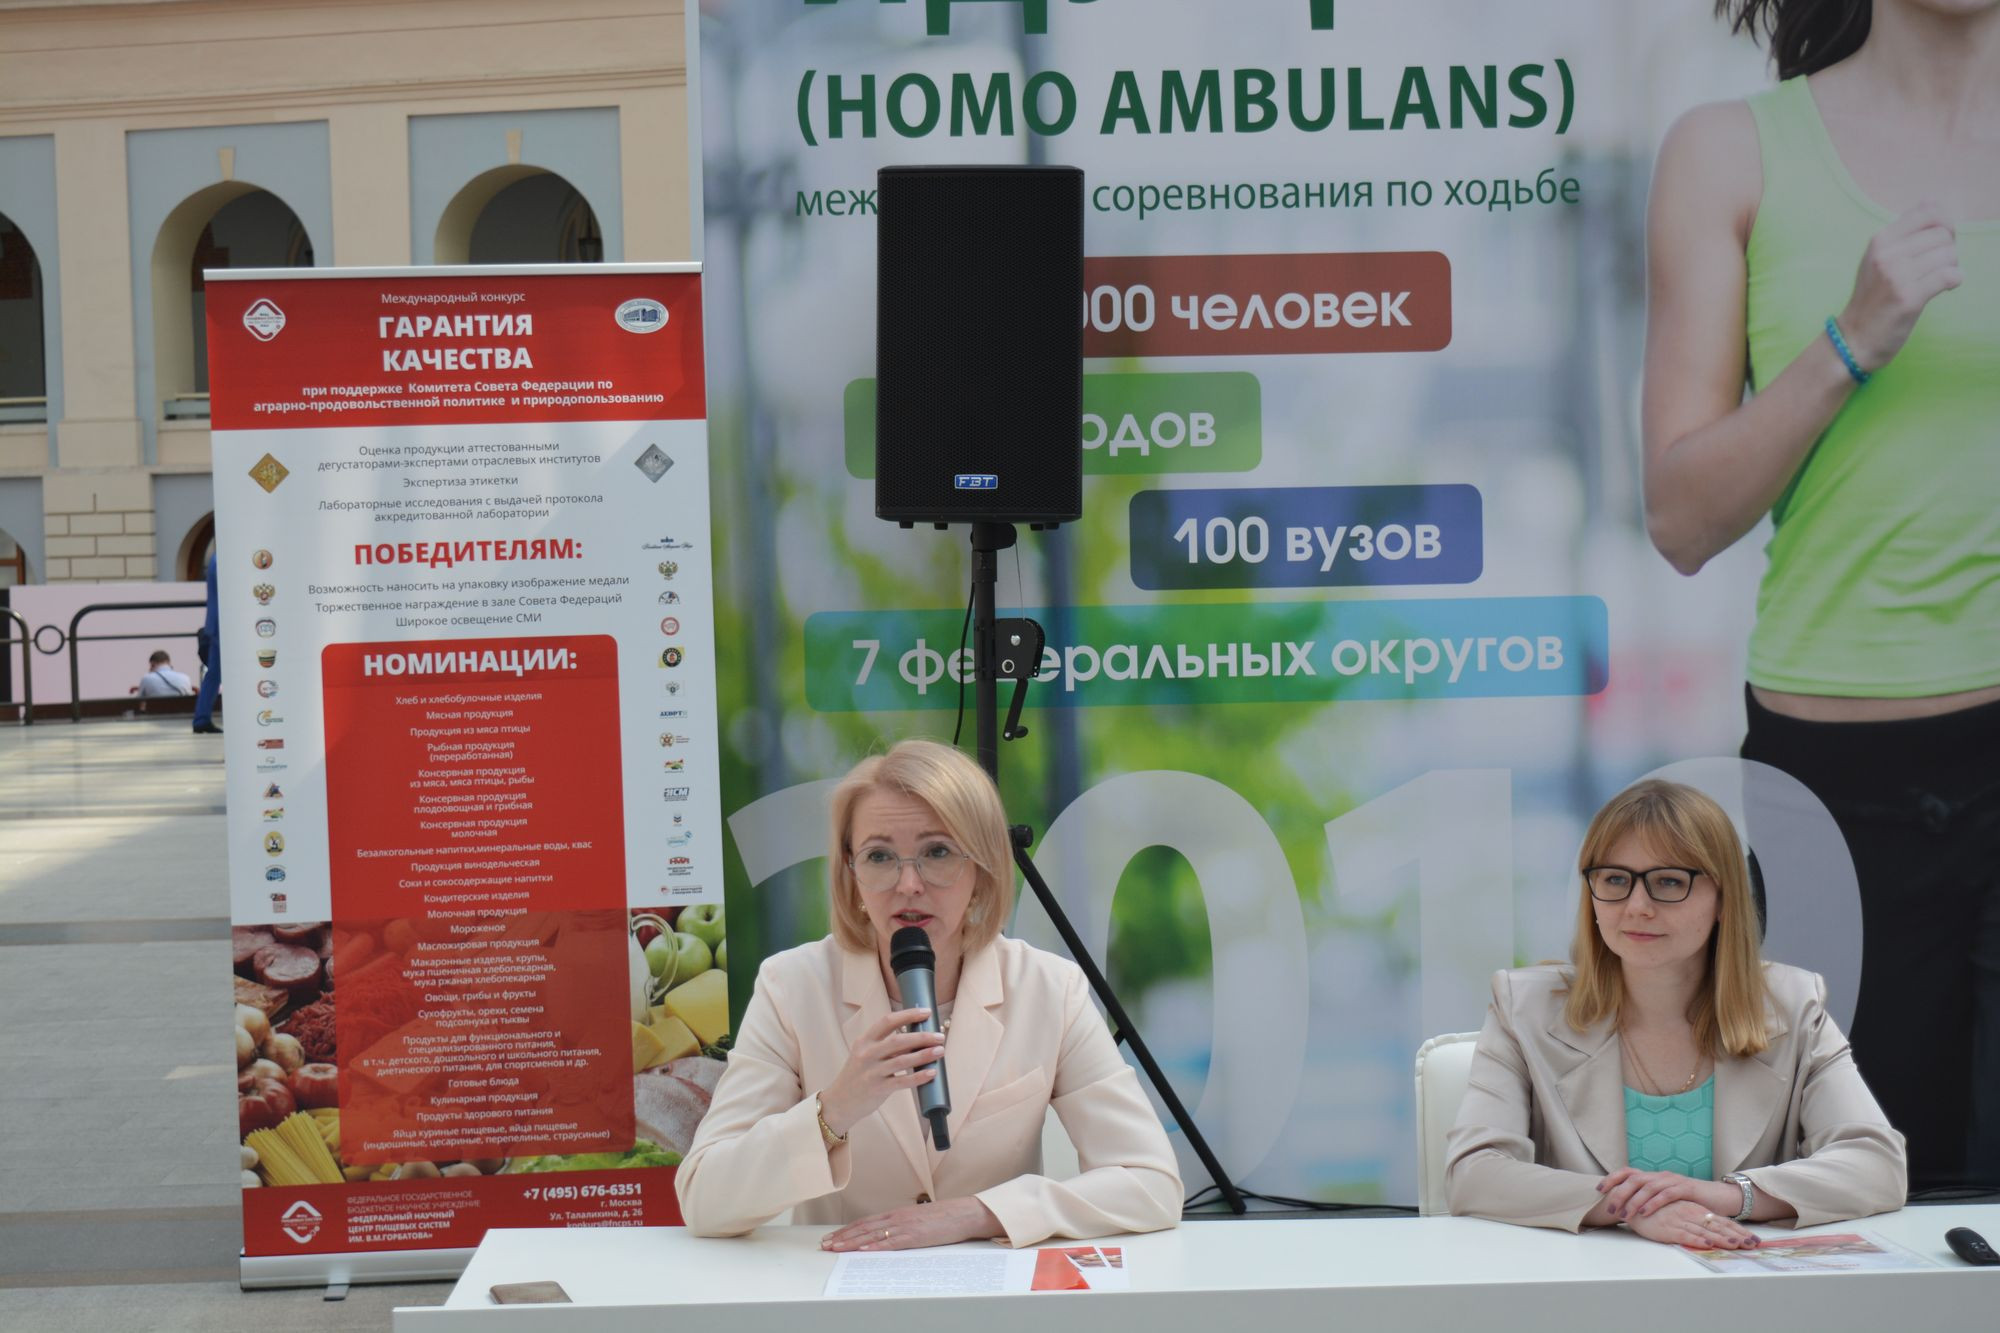 Международный конкурс
ГАРАНТИЯ
КАЧЕСТВА
при поддержке Комитета Совета Федерации по
аграрно-продовольственной политике и природопользованию
Оценка продукции аттестованными
дегустаторами-экспертами отраслевых институтов
Экспертиза этикетки
Лабораторные исследования с выдачей протокола
аккредитованной лаборатории
ПОБЕДИТЕЛЯМ:
Возможность наносить на упаковку изображение медали
Торжественное награждение в зале Совета Федераций
Широкое освещение СМИ
НОМИНАЦИИ:
Хлеб и хлебобулочные изделия
Мясная продукция
Продукция из мяса птицы
Рыбная продукция
(переработанная)
Консервная продукция
из мяса, мяса птицы, рыбы
Консервная продукция
плодоовощная и грибная
Консервная продукция
молочная
Безалкогольные напитки,минеральные воды, квас
Продукция винодельческая
Соки и сокосодержащие напитки
Кондитерские изделия
Молочная продукция
Мороженое
Масложировая продукция
Макаронные изделия, крупы,
мука пшеничная хлебопекарная,
мука ржаная хлебопекарная
Овощи, грибы и фрукты
Сухофрукты, орехи, семена
подсолнуха и тыквы
Продукты для функционального и
специализированного питания,
в т.ч. детского, дошкольного и школьного питания,
диетического питания, для спортсменов и др.
Готовые блюда
Кулинарная продукция
Продукты здорового питания
Яйца куриные пищевые, яйца пищевые
(индюшиные, цесариные, перепелиные, страусиные)
ФЕДЕРАЛЬНОЕ ГОСУДАРСТВЕННОЕ
БЮДЖЕТНОЕ НАУЧНОЕ УЧРЕЖДЕНИЕ
«ФЕДЕРАЛЬНЫЙ НАУЧНЫЙ
ЦЕНТР ПИЩЕВЫХ СИСТЕМ
ИМ. В.М.ГОРБАТОВА»
+7 (495) 676-6351
г. Москва
Ул. Талалихина, д. 26
konkurs@fncps.ru
(HOMO AMBULANS)
меж соревнования по ходьбе
000 человек
одов
100 вузов
7 федеральных округов
FBT